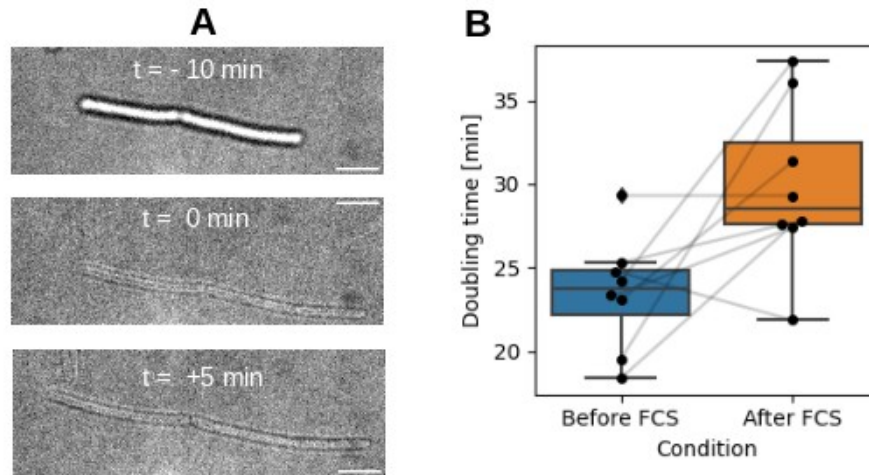 A
t = - 10 min
t = 0 min
t = +5 min
B
Doubling time [min]
35
30
25
20
Before FCS
After FCS
Condition